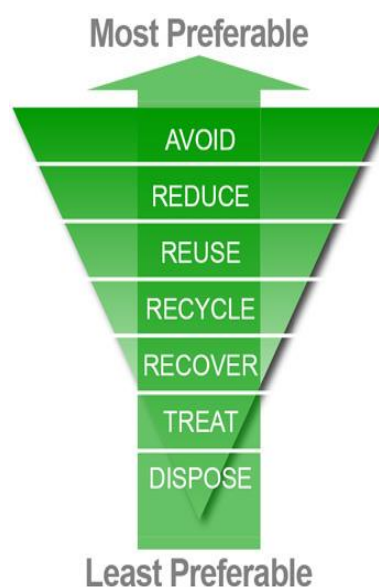 Most Preferable
AVOID
REDUCE
REUSE
RECYCLE
RECOVER
TREAT
DISPOSE
Least Preferable